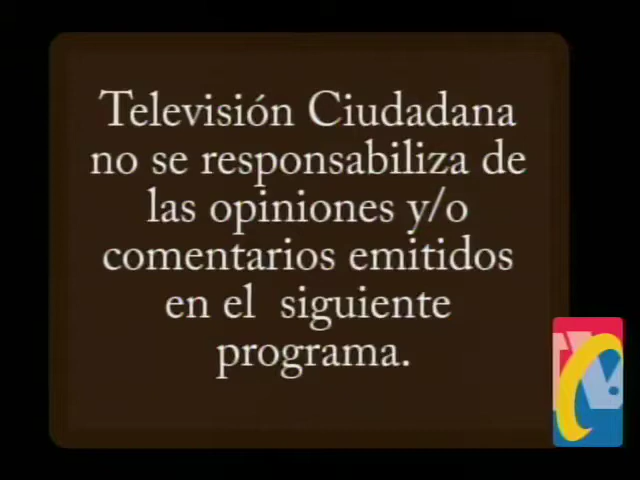 Televisión Ciudadana
no se responsabiliza de
las opiniones y/o
comentarios emitidos
en el siguiente
programa.